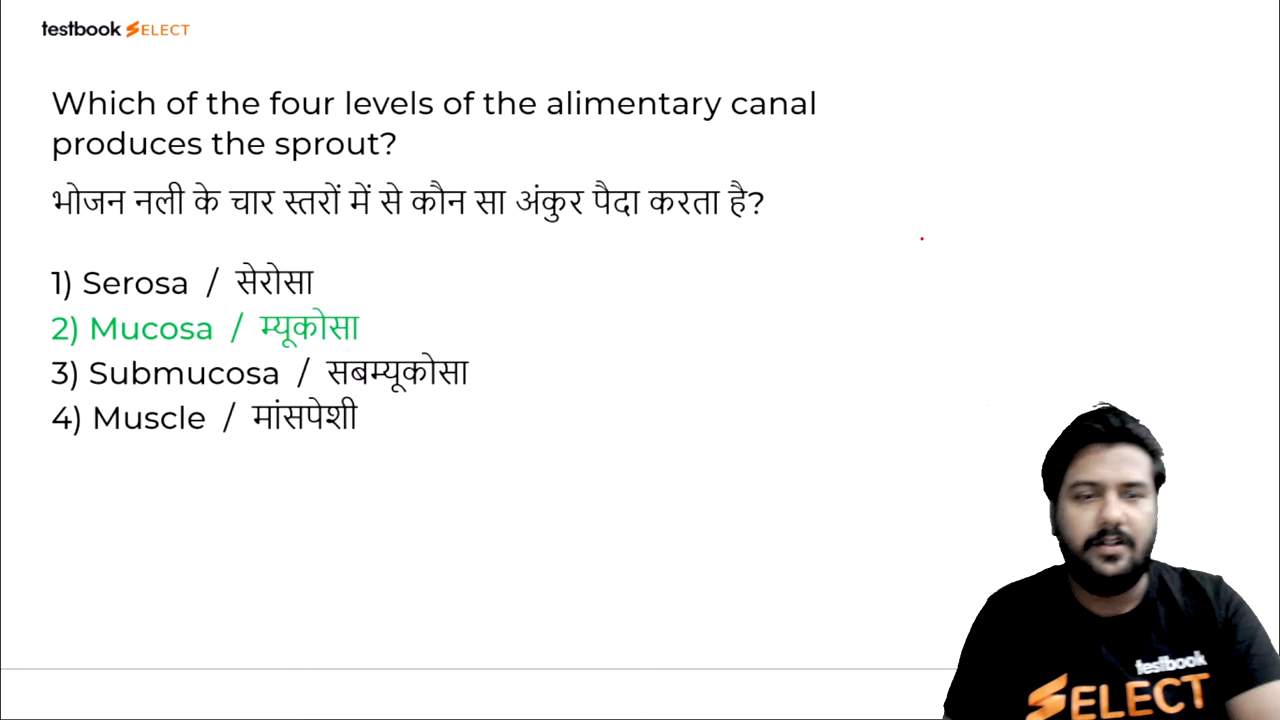 testbook SELECT
Which of the four levels of the alimentary canal
produces the sprout?
भोजन नली के चार स्तरों में से कौन सा अंकुर पैदा करता है?
1) Serosa / सेरोसा
2) Mucosa / म्यूकोसा
3) Submucosa / सबम्यूकोसा
4) Muscle / मांसपेशी
testbook
SELECT